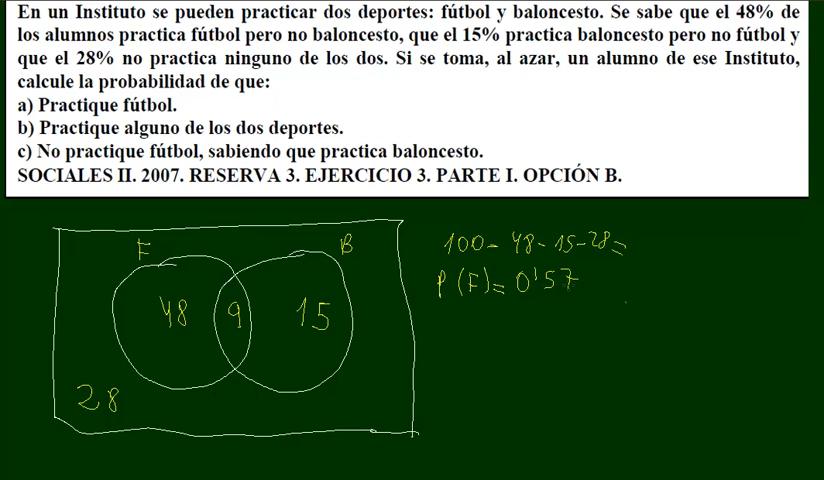 En un Instituto se pueden practicar dos deportes: fútbol y baloncesto. Se sabe que el 48% de
los alumnos practica fútbol pero no baloncesto, que el 15% practica baloncesto pero no fútbol y
que el 28% no practica ninguno de los dos. Si se toma, al azar, un alumno de ese Instituto,
calcule la probabilidad de que:
a) Practique fútbol.
b) Practique alguno de los dos deportes.
c) No practique fútbol, sabiendo que practica baloncesto.
SOCIALES II. 2007. RESERVA 3. EJERCICIO 3. PARTE I. OPCIÓN B.
F B
48 9 15
28
100 - 48 - 15 - 28 =
P (F) = 0'57